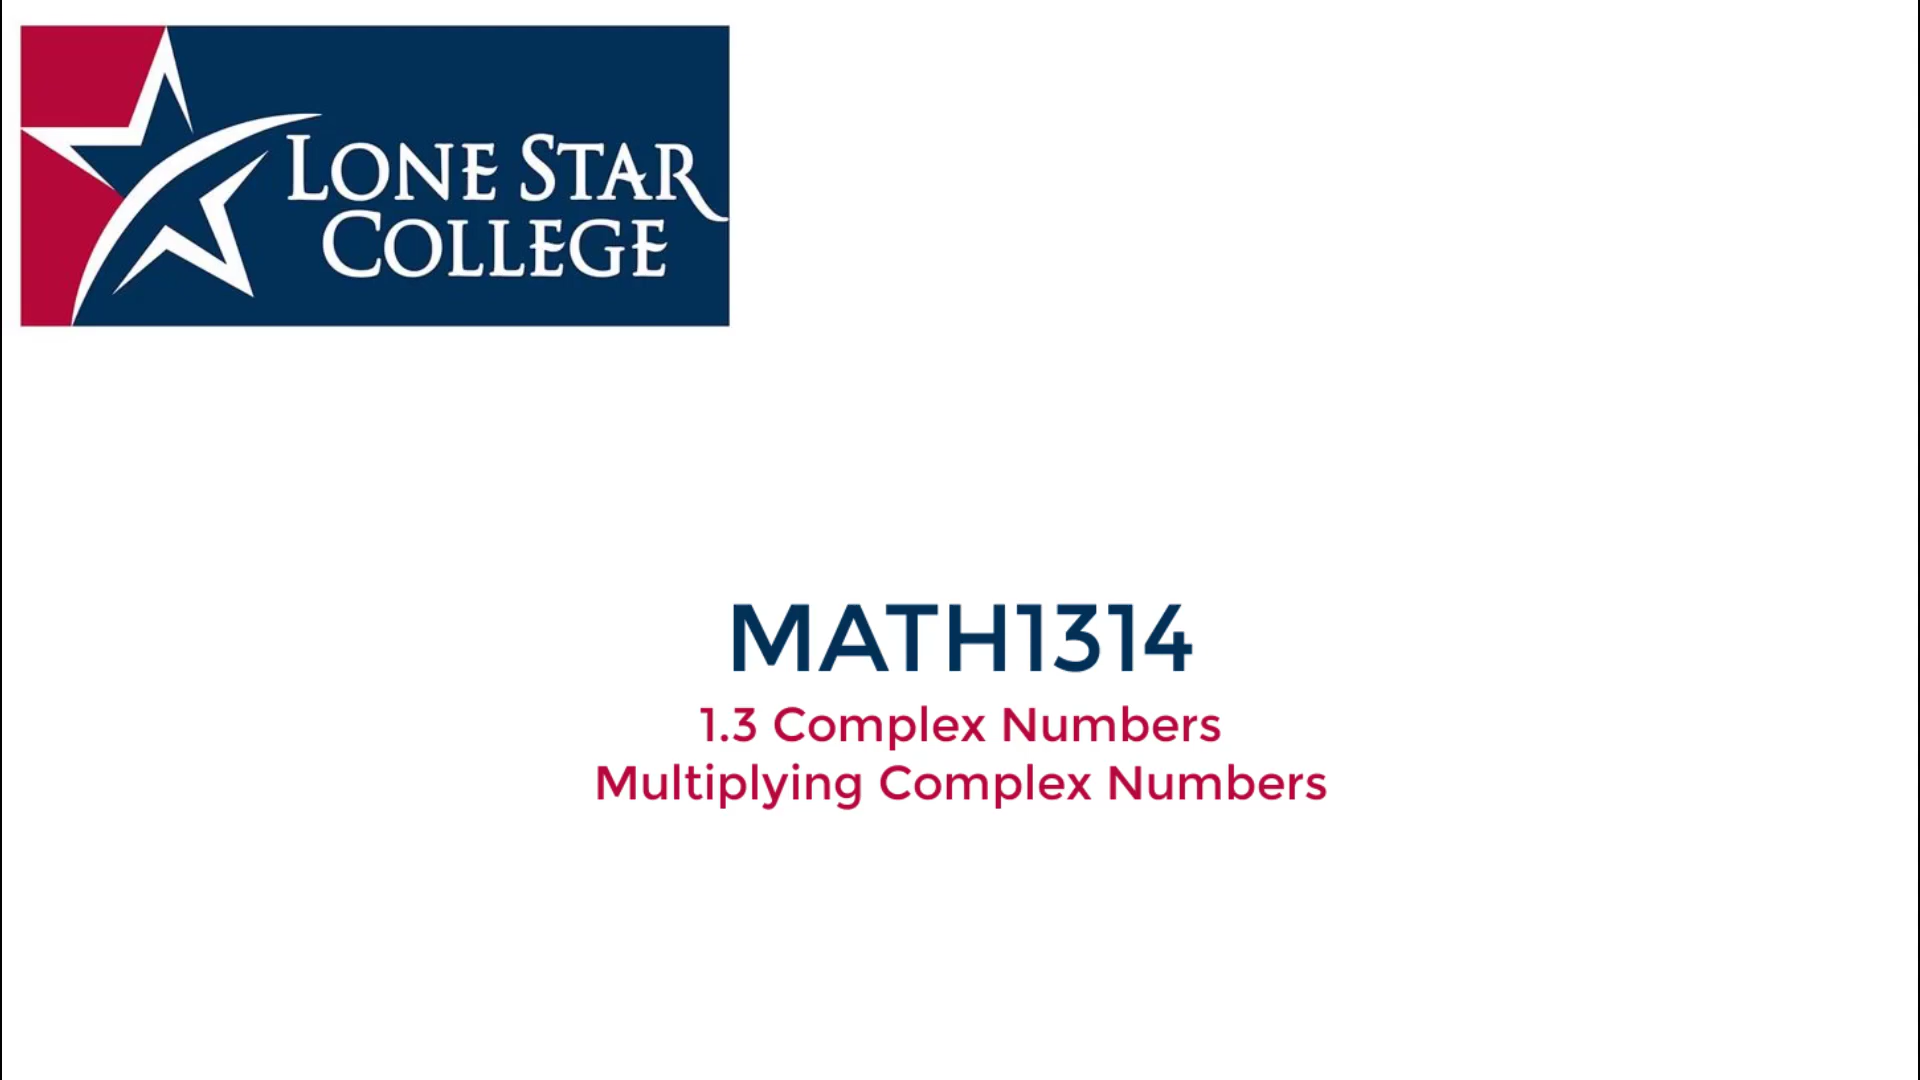 LONE STAR
COLLEGE
MATH1314
1.3 Complex Numbers
Multiplying Complex Numbers